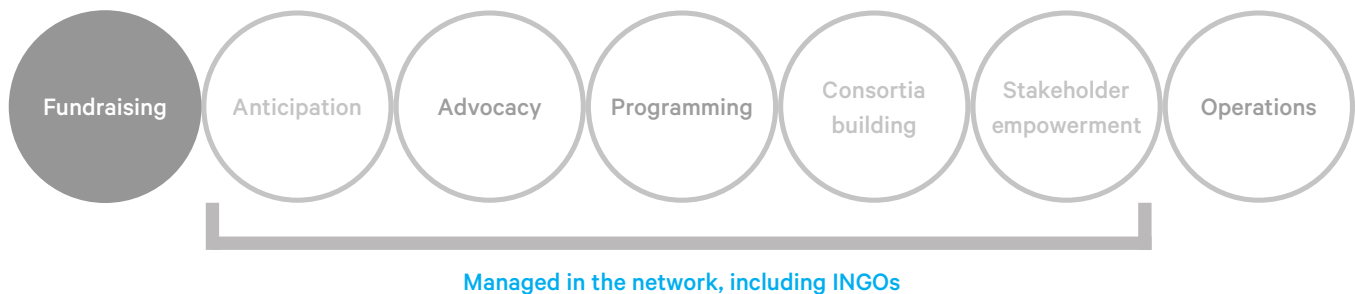 Fundraising
Anticipation
Advocacy
Programming
Consortia
building
Stakeholder
empowerment
Operations
Managed in the network, including INGOs